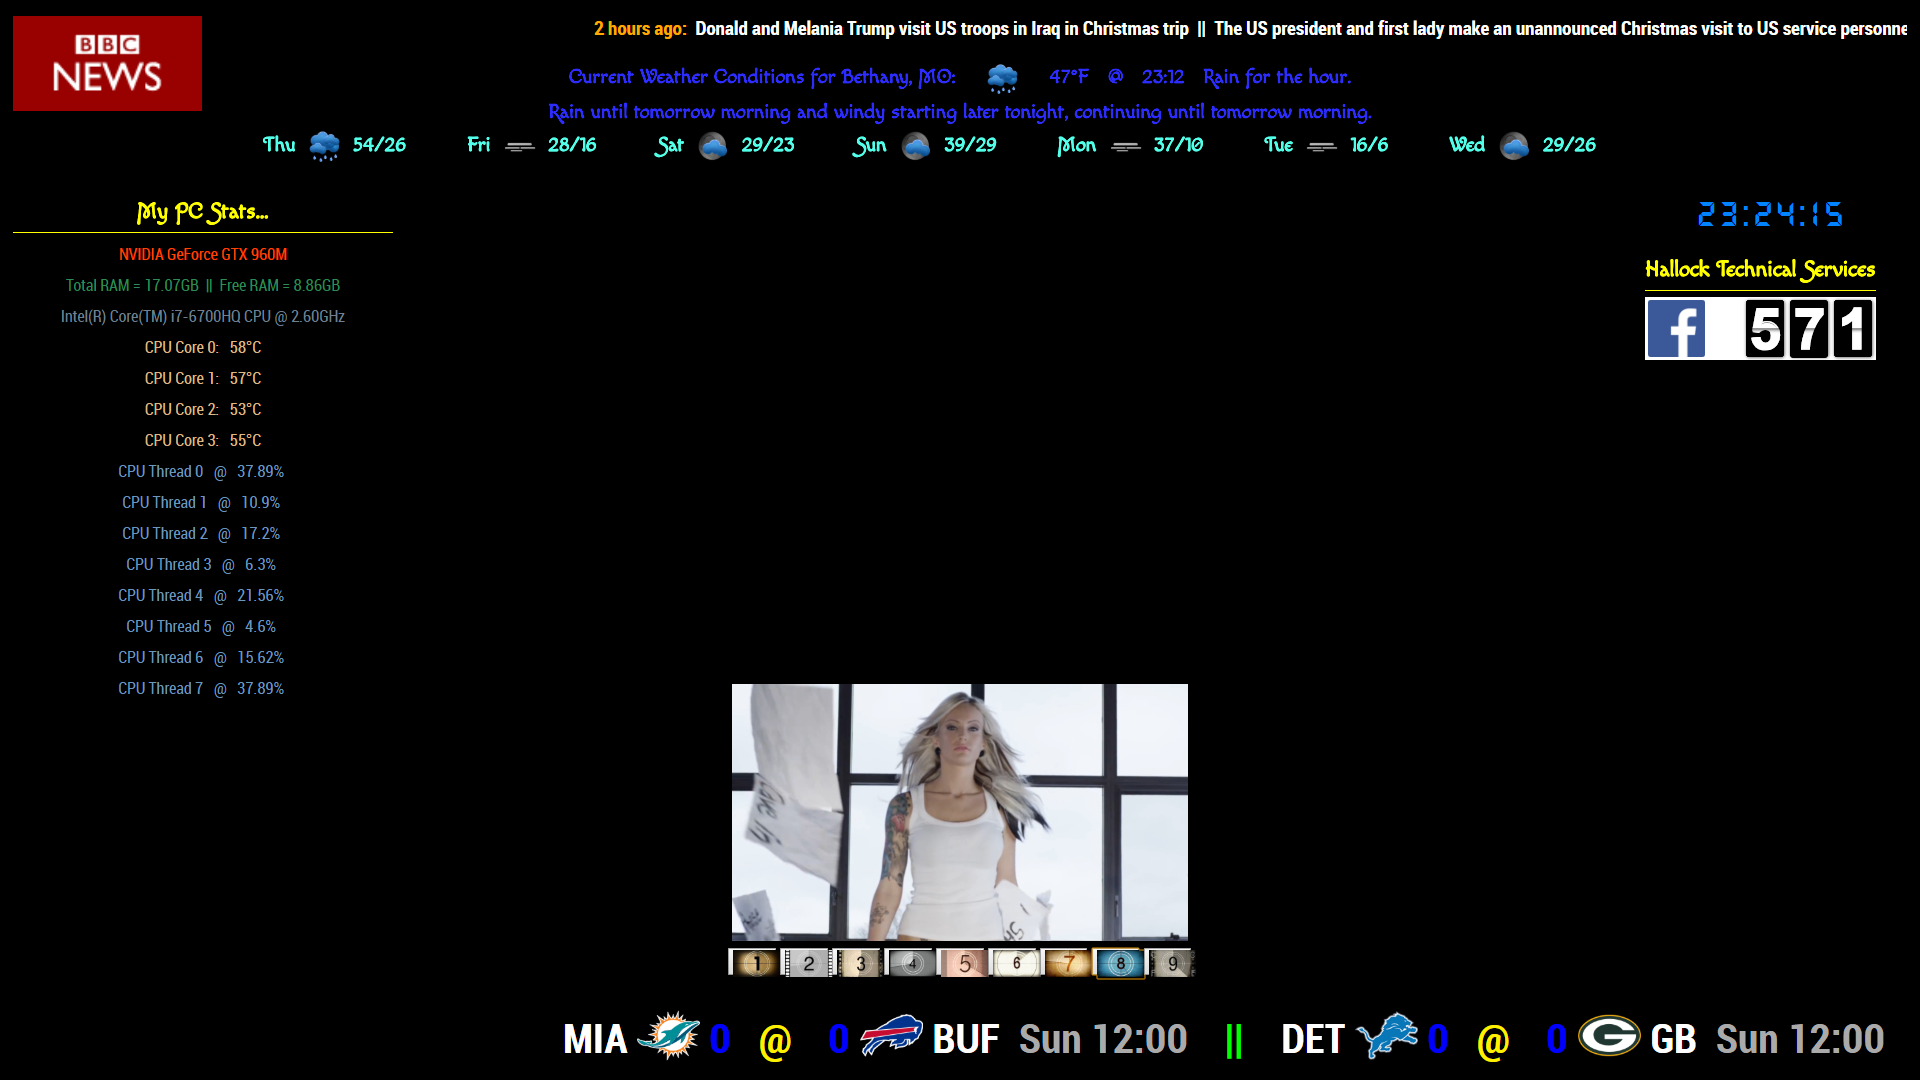 BBC
NEWS
2 hours ago: Donald and Melania Trump visit US troops in Iraq in Christmas trip || The US president and first lady make an unannounced Christmas visit to US service personne
Current Weather Conditions for Bethany, MO: 47°F @ 23:12 Rain for the hour.
Rain until tomorrow morning and windy starting later tonight, continuing until tomorrow morning.
Thu 54/26 Fri 28/16 Sat 29/23 Sun 39/29 Mon 37/10 Tue 16/6 Wed 29/26
My PC Stats...
NVIDIA GeForce GTX 960M
Total RAM = 17.07GB || Free RAM = 8.86GB
Intel(R) Core(TM) i7-6700HQ CPU @ 2.60GHz
CPU Core 0: 58°C
CPU Core 1: 57°C
CPU Core 2: 53°C
CPU Core 3: 55°C
CPU Thread 0 @ 37.89%
CPU Thread 1 @ 10.9%
CPU Thread 2 @ 17.2%
CPU Thread 3 @ 6.3%
CPU Thread 4 @ 21.56%
CPU Thread 5 @ 4.6%
CPU Thread 6 @ 15.62%
CPU Thread 7 @ 37.89%
23:24:15
Hallock Technical Services
f 571
1 2 3 4 5 6 7 8 9
MIA 0 @ 0 BUF Sun 12:00 || DET 0 @ 0 G GB Sun 12:00